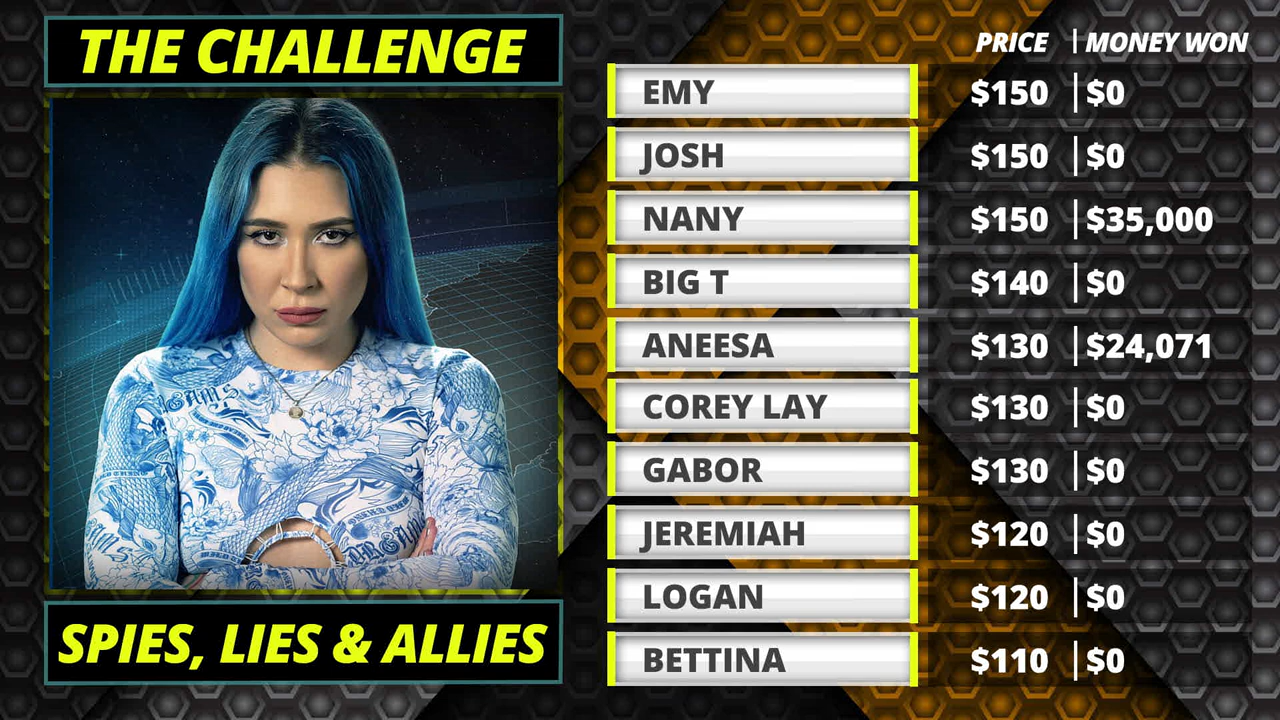 THE CHALLENGE
SPIES, LIES & ALLIES
PRICE | MONEY WON
EMY $150 | $0
JOSH $150 | $0
NANY $150 | $35,000
BIG T $140 | $0
ANEESA $130 | $24,071
COREY LAY $130 | $0
GABOR $130 | $0
JEREMIAH $120 | $0
LOGAN $120 | $0
BETTINA $110 | $0